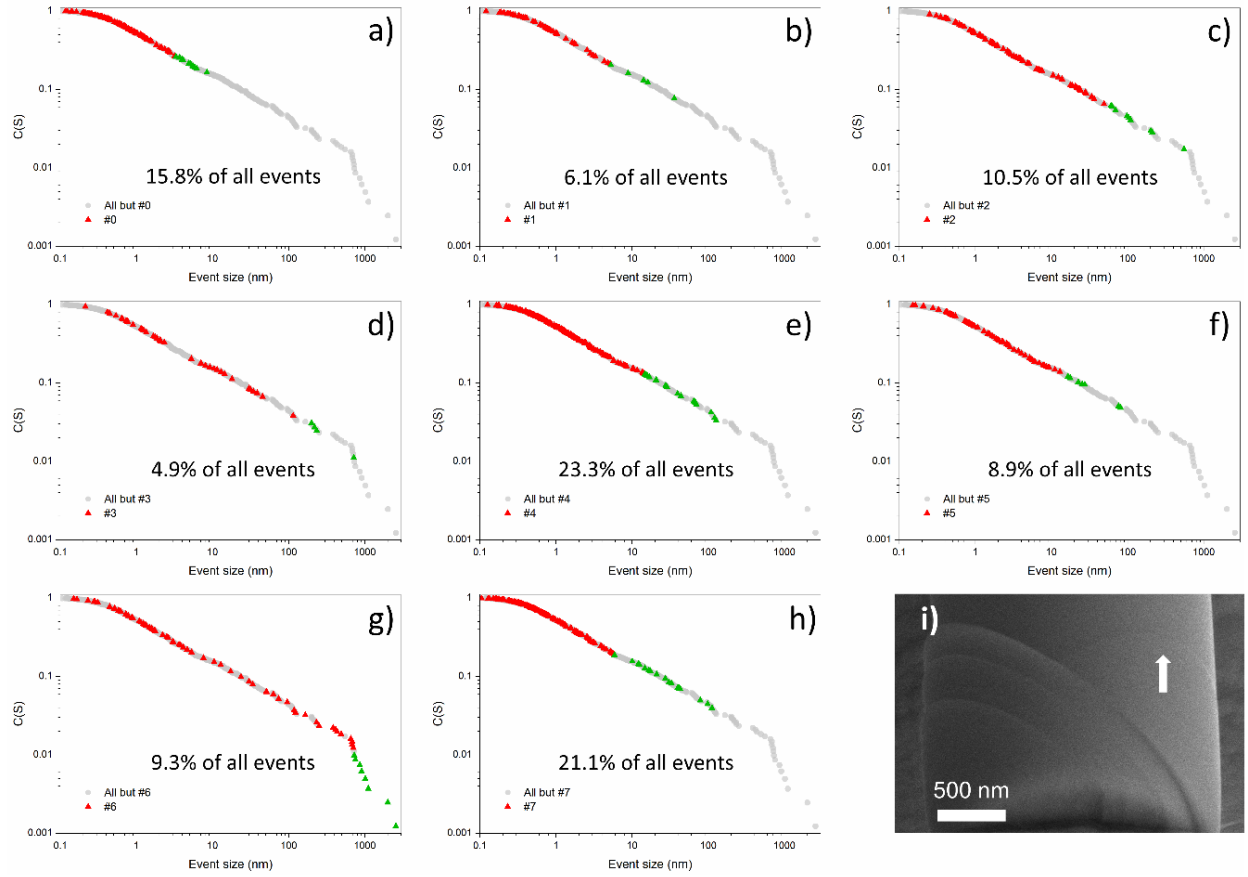 a)
1
0.1
0.01
0.001
C(S)
15.8% of all events
All but #0
#0
0.1 1 10 100 1000
Event size (nm)
b)
1
0.1
0.01
0.001
C(S)
6.1% of all events
All but #1
#1
0.1 1 10 100 1000
Event size (nm)
c)
1
0.1
0.01
0.001
C(S)
10.5% of all events
All but #2
#2
0.1 1 10 100 1000
Event size (nm)
d)
1
0.1
0.01
0.001
C(S)
4.9% of all events
All but #3
#3
0.1 1 10 100 1000
Event size (nm)
e)
1
0.1
0.01
0.001
C(S)
23.3% of all events
All but #4
#4
0.1 1 10 100 1000
Event size (nm)
f)
1
0.1
0.01
0.001
C(S)
8.9% of all events
All but #5
#5
0.1 1 10 100 1000
Event size (nm)
g)
1
0.1
0.01
0.001
C(S)
9.3% of all events
All but #6
#6
0.1 1 10 100 1000
Event size (nm)
h)
1
0.1
0.01
0.001
C(S)
21.1% of all events
All but #7
#7
0.1 1 10 100 1000
Event size (nm)
i)
500 nm